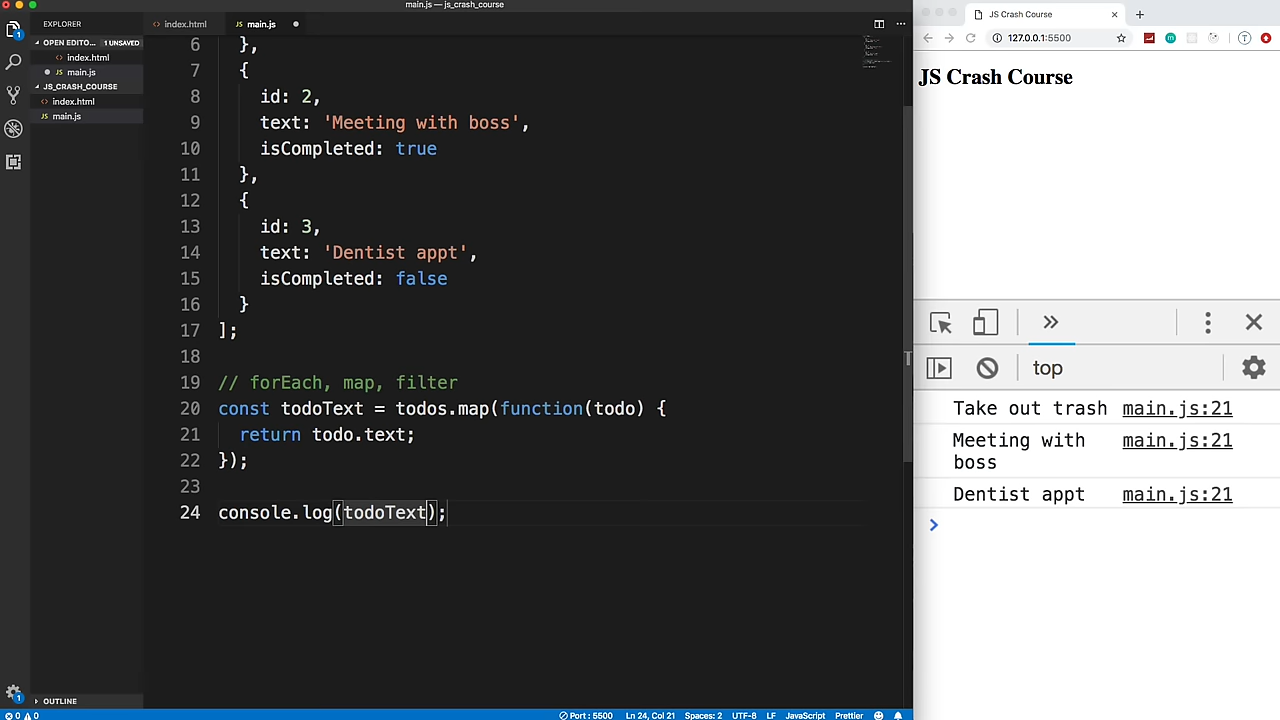 main.js — js_crash_course
EXPLORER
index.html
main.js
OPEN EDITO... 1 UNSAVED
index.html
main.js
JS_CRASH_COURSE
index.html
main.js
OUTLINE
6 },
7 {
8 id: 2,
9 text: 'Meeting with boss',
10 isCompleted: true
11 },
12 {
13 id: 3,
14 text: 'Dentist appt',
15 isCompleted: false
16 }
17 ];
18
19 // forEach, map, filter
20 const todoText = todos.map(function(todo) {
21 return todo.text;
22 });
23
24 console.log(todoText);
0 0 Port : 5500 Ln 24, Col 21 Spaces: 2 UTF-8 LF JavaScript Prettier
JS Crash Course
127.0.0.1:5500
JS Crash Course
top
Take out trash main.js:21
Meeting with boss main.js:21
Dentist appt main.js:21